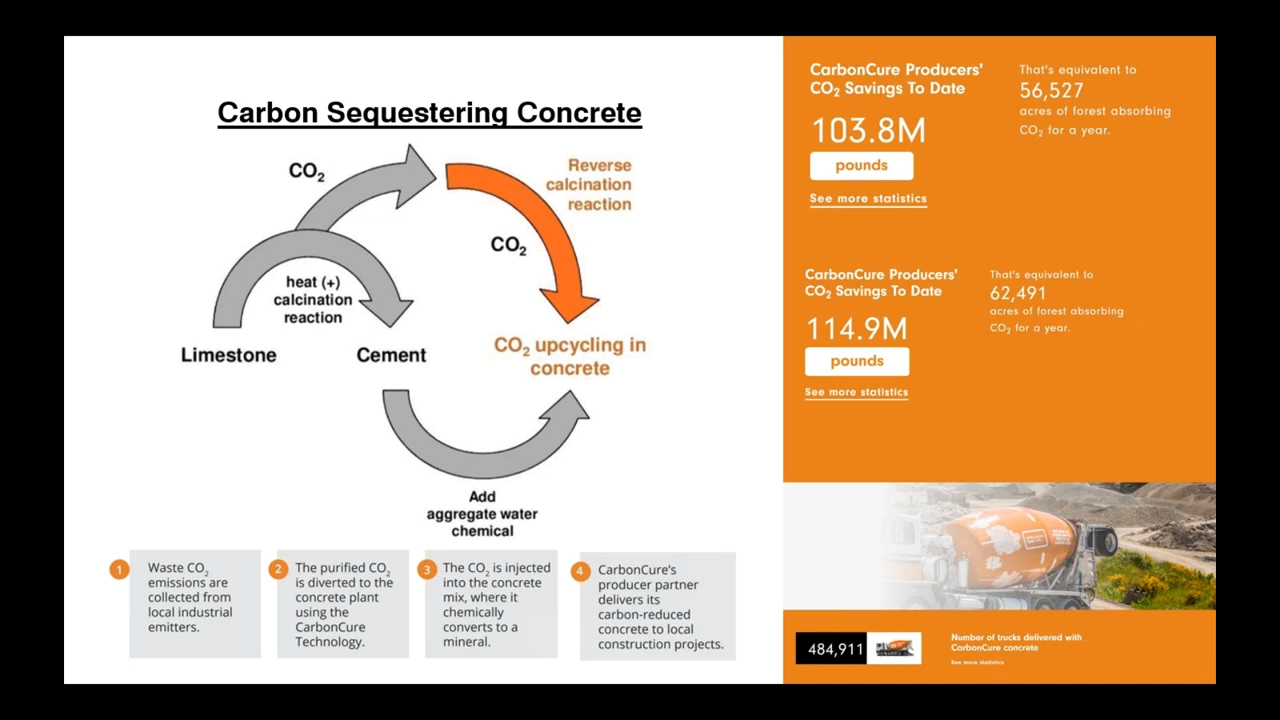 Carbon Sequestering Concrete
CO₂
Reverse
calcination
reaction
CO₂
heat (+)
calcination
reaction
Limestone
Cement
CO₂ upcycling in
concrete
Add
aggregate water
chemical
1
Waste CO₂
emissions are
collected from
local industrial
emitters.
2
The purified CO₂
is diverted to the
concrete plant
using the
CarbonCure
Technology.
3
The CO₂ is injected
into the concrete
mix, where it
chemically
converts to a
mineral.
4
CarbonCure's
producer partner
delivers its
carbon-reduced
concrete to local
construction projects.
CarbonCure Producers'
CO₂ Savings To Date
103.8M
pounds
See more statistics
That's equivalent to
56,527
acres of forest absorbing
CO₂ for a year.
CarbonCure Producers'
CO₂ Savings To Date
114.9M
pounds
See more statistics
That's equivalent to
62,491
acres of forest absorbing
CO₂ for a year.
484,911
Number of trucks delivered with
CarbonCure concrete
See more statistics